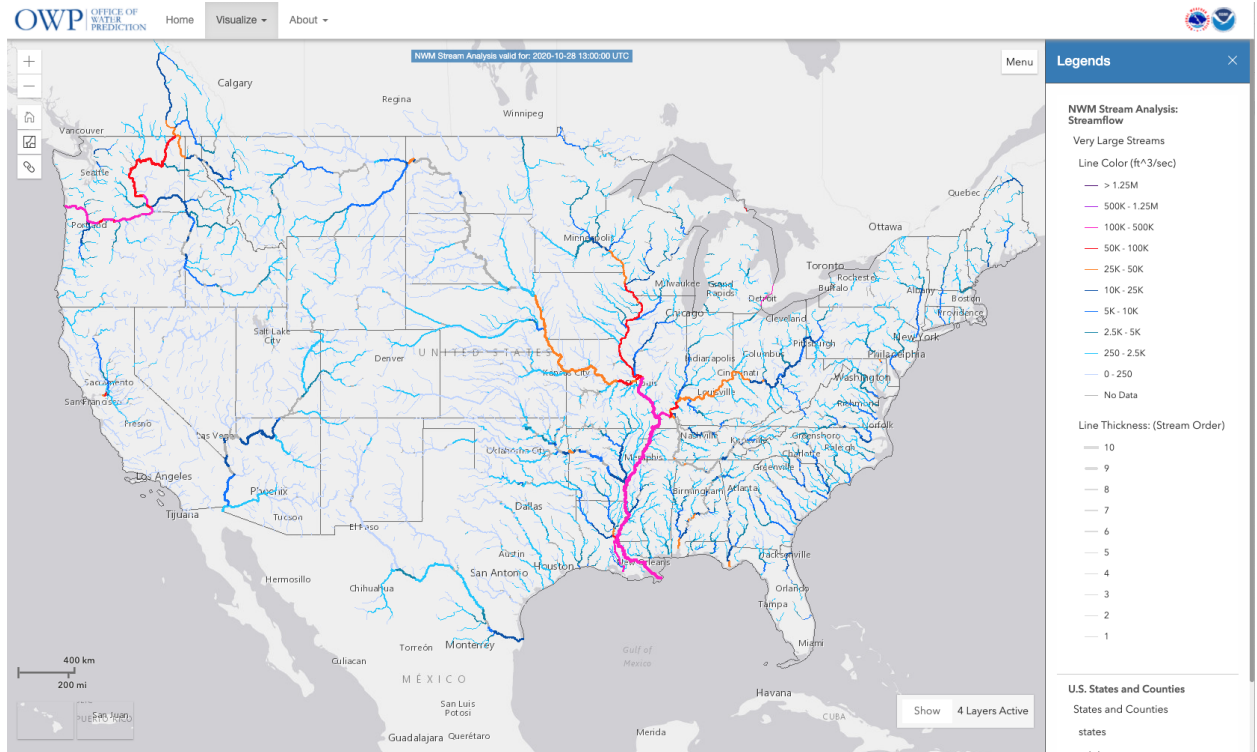 OWP OFFICE OF
WATER
PREDICTION
Home
Visualize
About
NWM Stream Analysis valid for: 2020-10-28 13:00:00 UTC
Menu
Calgary
Regina
Winnipeg
Vancouver
Seattle
Quebec
Ottawa
Portland
Minneapolis
Toronto
Rochester
Buffalo
Milwaukee
Grand
Rapids
Detroit
Albany
Boston
Providence
Chicago
Cleveland
New York
Salt Lake
City
Pittsburgh
Philadelphia
Denver
UNITED STATES
Indianapolis
Columbus
Kansas City
Cincinnati
Washington
Sacramento
San Francisco
Louisville
Richmond
Norfolk
Fresno
Las Vegas
Nashville
Knoxville
Greensboro
Raleigh
Oklahoma City
Memphis
Charlotte
Greenville
Los Angeles
Phoenix
Birmingham
Atlanta
Tijuana
Tucson
Dallas
El Paso
Austin
Jacksonville
San Antonio
Houston
New Orleans
Hermosillo
Chihuahua
Orlando
Tampa
Torreón
Monterrey
Miami
Gulf of
Mexico
Culiacan
400 km
200 mi
MÉXICO
Havana
San Luis
Potosi
CUBA
San Juan
PUERTO RICO
Guadalajara
Querétaro
Merida
Show
4 Layers Active
Legends
NWM Stream Analysis:
Streamflow
Very Large Streams
Line Color (ft^3/sec)
> 1.25M
500K - 1.25M
100K - 500K
50K - 100K
25K - 50K
10K - 25K
5K - 10K
2.5K - 5K
250 - 2.5K
0 - 250
No Data
Line Thickness: (Stream Order)
10
9
8
7
6
5
4
3
2
1
U.S. States and Counties
States and Counties
states